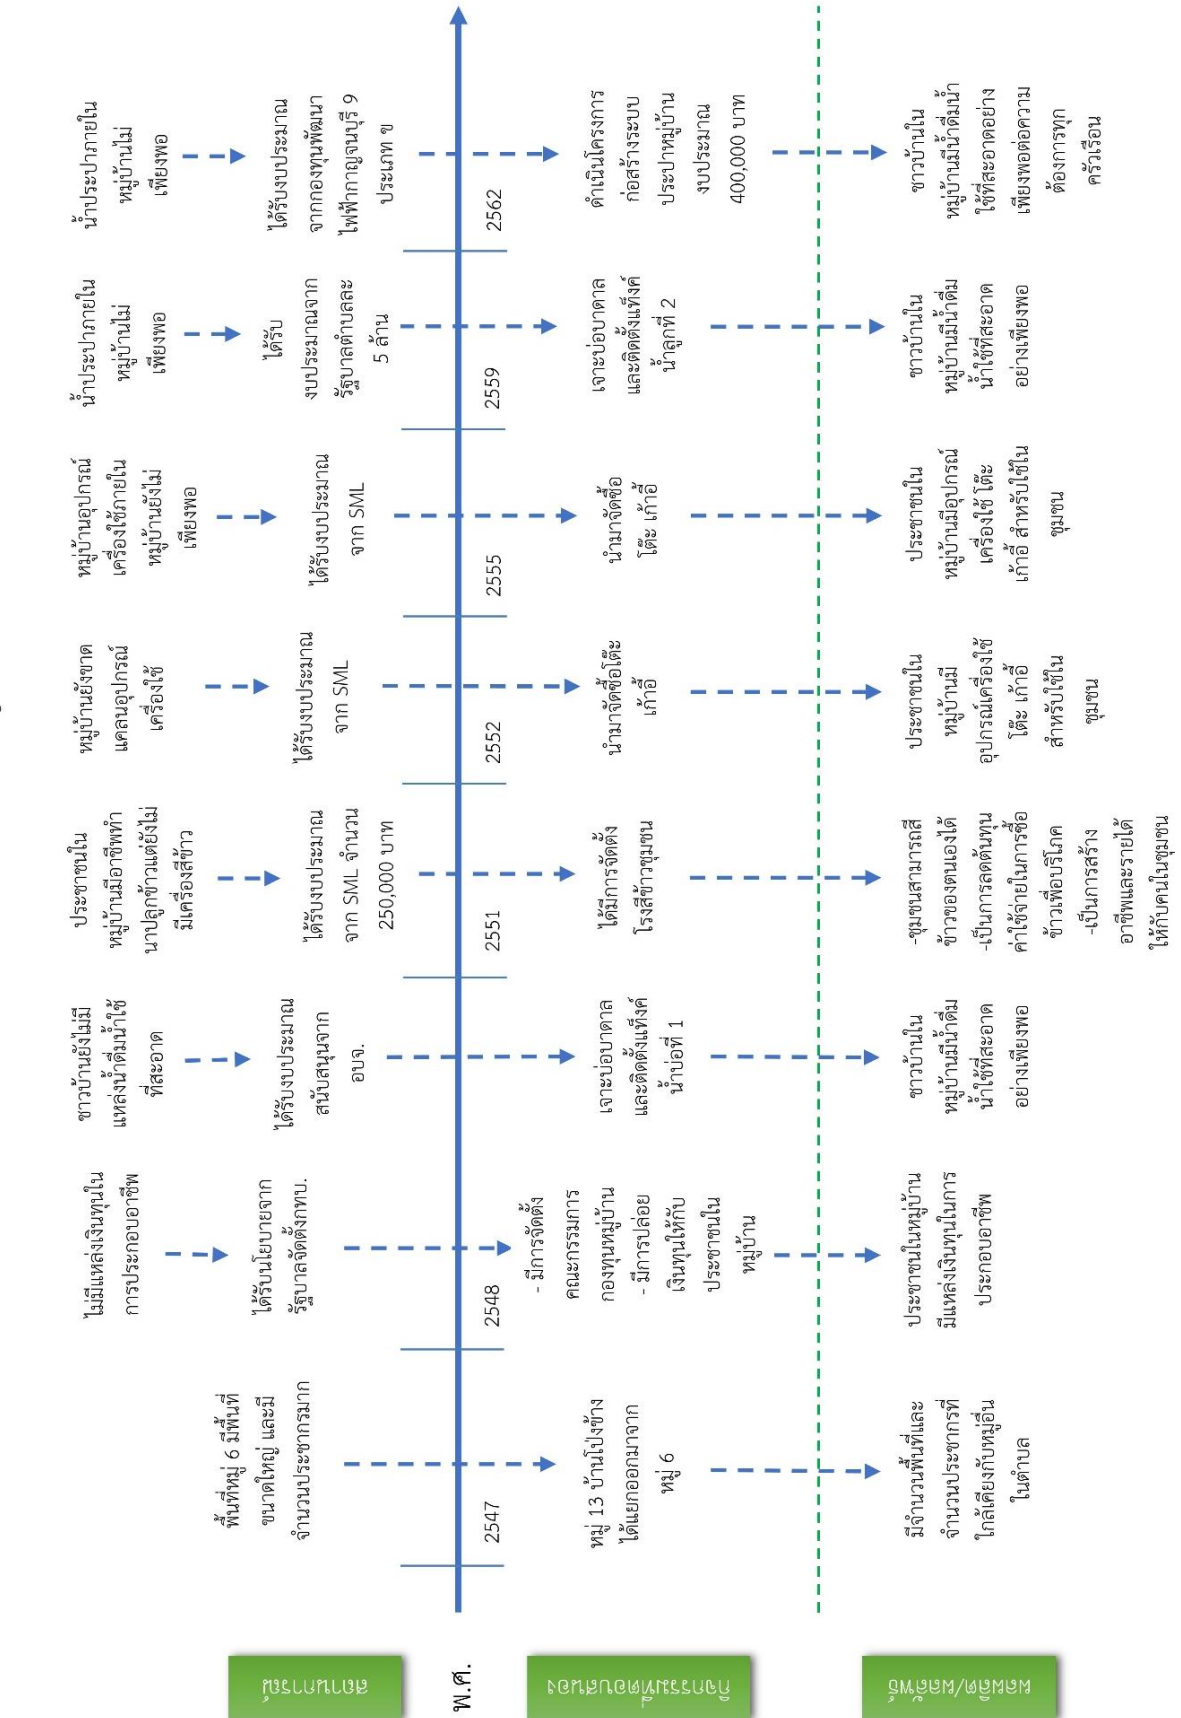 สถานการณ์
พื้นที่หมู่ 6 มีพื้นที่
ขนาดใหญ่ และมี
จำนวนประชากรมาก
ไม่มีแหล่งเงินทุนใน
การประกอบอาชีพ
ได้รับนโยบายจาก
รัฐบาลจัดตั้งกทบ.
ชาวบ้านยังไม่มี
แหล่งน้ำดื่มน้ำใช้
ที่สะอาด
ได้รับงบประมาณ
สนับสนุนจาก
อบจ.
ประชาชนใน
หมู่บ้านมีอาชีพทำ
นาปลูกข้าวแต่ยังไม่
มีเครื่องสีข้าว
ได้รับงบประมาณ
จาก SML จำนวน
250,000 บาท
หมู่บ้านยังขาด
แคลนอุปกรณ์
เครื่องใช้
ได้รับงบประมาณ
จาก SML
หมู่บ้านอุปกรณ์
เครื่องใช้ภายใน
หมู่บ้านยังไม่
เพียงพอ
ได้รับงบประมาณ
จาก SML
น้ำประปาภายใน
หมู่บ้านไม่
เพียงพอ
ได้รับ
งบประมาณจาก
รัฐบาลตำบลละ
5 ล้าน
น้ำประปาภายใน
หมู่บ้านไม่
เพียงพอ
ได้รับงบประมาณ
จากกองทุนพัฒนา
ไฟฟ้ากาญจนบุรี 9
ประเภท ข
พ.ศ.
2547
2548
2551
2552
2555
2559
2562
กิจกรรมที่ตอบสนอง
หมู่ 13 บ้านโป่งข้าง
ได้แยกออกมาจาก
หมู่ 6
- มีการจัดตั้ง
คณะกรรมการ
กองทุนหมู่บ้าน
- มีการปล่อย
เงินทุนให้กับ
ประชาชนใน
หมู่บ้าน
เจาะบ่อบาดาล
และติดตั้งแท็งค์
น้ำบ่อที่ 1
ได้มีการจัดตั้ง
โรงสีข้าวชุมชน
นำมาจัดซื้อโต๊ะ
เก้าอี้
นำมาจัดซื้อ
โต๊ะ เก้าอี้
เจาะบ่อบาดาล
และติดตั้งแท็งค์
น้ำลูกที่ 2
ดำเนินโครงการ
ก่อสร้างระบบ
ประปาหมู่บ้าน
งบประมาณ
400,000 บาท
ผลผลิต/ผลลัพธ์
มีจำนวนพื้นที่และ
จำนวนประชากรที่
ใกล้เคียงกับหมู่อื่น
ในตำบล
ประชาชนในหมู่บ้าน
มีแหล่งเงินทุนในการ
ประกอบอาชีพ
ชาวบ้านใน
หมู่บ้านมีน้ำดื่ม
น้ำใช้ที่สะอาด
อย่างเพียงพอ
-ชุมชนสามารถสี
ข้าวของตนเองได้
-เป็นการลดต้นทุน
ค่าใช้จ่ายในการซื้อ
ข้าวเพื่อบริโภค
-เป็นการสร้าง
อาชีพและรายได้
ให้กับคนในชุมชน
ประชาชนใน
หมู่บ้านมี
อุปกรณ์เครื่องใช้
โต๊ะ เก้าอี้
สำหรับใช้ใน
ชุมชน
ประชาชนใน
หมู่บ้านมีอุปกรณ์
เครื่องใช้ โต๊ะ
เก้าอี้ สำหรับใช้ใน
ชุมชน
ชาวบ้านใน
หมู่บ้านมีน้ำดื่ม
น้ำใช้ที่สะอาด
อย่างเพียงพอ
ชาวบ้านใน
หมู่บ้านมีน้ำดื่มน้ำ
ใช้ที่สะอาดอย่าง
เพียงพอต่อความ
ต้องการทุก
ครัวเรือน